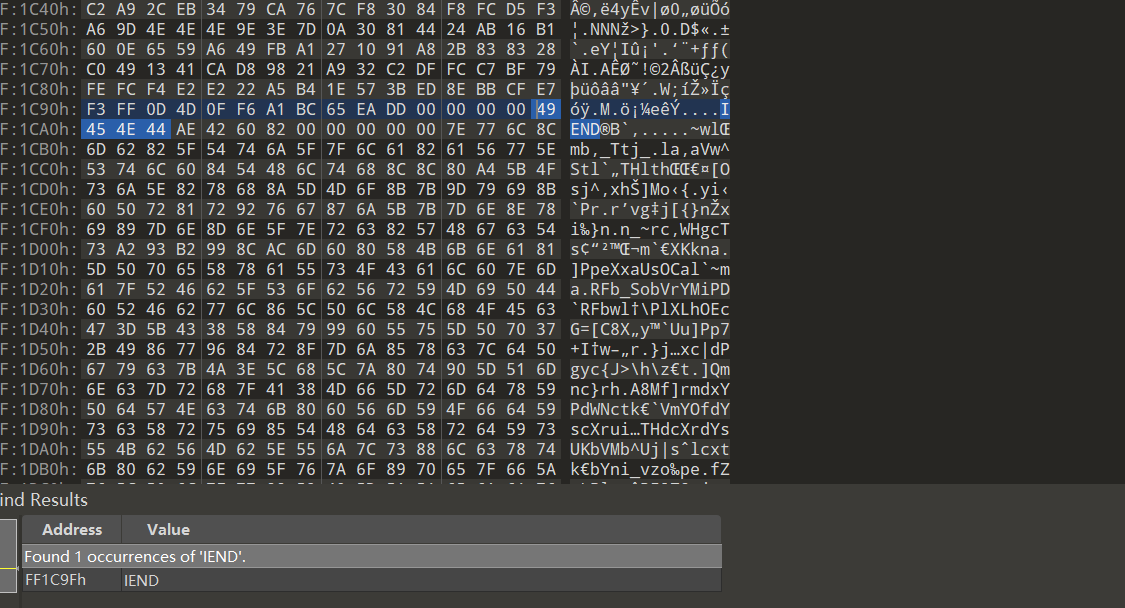 F:1C40h: C2 A9 2C EB 34 79 CA 76 7C F8 30 84 F8 FC D5 F3 Â©,ë4yÊv|ø0„øüÕó
F:1C50h: A6 9D 4E 4E 4E 9E 3E 7D 0A 30 81 44 24 AB 16 B1 ¦.NNNž>}.0.D$«.±
F:1C60h: 60 0E 65 59 A6 49 FB A1 27 10 91 A8 2B 83 83 28 `.eY¦Iû¡'.‘¨+ƒƒ(
F:1C70h: C0 49 13 41 CA D8 98 21 A9 32 C2 DF FC C7 BF 79 ÀI.AÊØ˜!©2ÂßüÇ¿y
F:1C80h: FE FC F4 E2 E2 22 A5 B4 1E 57 3B ED 8E BB CF E7 þüôââ"¥´.W;íŽ»Ïç
F:1C90h: F3 FF 0D 4D 0F F6 A1 BC 65 EA DD 00 00 00 00 49 óÿ.M.ö¡¼eêÝ....I
F:1CA0h: 45 4E 44 AE 42 60 82 00 00 00 00 00 7E 77 6C 8C END®B`‚.....~wlŒ
F:1CB0h: 6D 62 82 5F 54 74 6A 5F 7F 6C 61 82 61 56 77 5E mb‚_Ttj_.la‚aVw^
F:1CC0h: 53 74 6C 60 84 54 48 6C 74 68 8C 8C 80 A4 5B 4F Stl`„THlthŒŒ€¤[O
F:1CD0h: 73 6A 5E 82 78 68 8A 5D 4D 6F 8B 7B 9D 79 69 8B sj^‚xhŠ]Mo‹{.yi‹
F:1CE0h: 60 50 72 81 72 92 76 67 87 6A 5B 7B 7D 6E 8E 78 `Pr.r’vg‡j[{}nŽx
F:1CF0h: 69 89 7D 6E 8D 6E 5F 7E 72 63 82 57 48 67 63 54 i‰}n.n_~rc‚WHgcT
F:1D00h: 73 A2 93 B2 99 8C AC 6D 60 80 58 4B 6B 6E 61 81 s¢“²™Œ¬m`€XKkna.
F:1D10h: 5D 50 70 65 58 78 61 55 73 4F 43 61 6C 60 7E 6D ]PpeXxaUsOCal`~m
F:1D20h: 61 7F 52 46 62 5F 53 6F 62 56 72 59 4D 69 50 44 a.RFb_SobVrYMiPD
F:1D30h: 60 52 46 62 77 6C 86 5C 50 6C 58 4C 68 4F 45 63 `RFbwl†\PlXLhOEc
F:1D40h: 47 3D 5B 43 38 58 84 79 99 60 55 75 5D 50 70 37 G=[C8X„y™`Uu]Pp7
F:1D50h: 2B 49 86 77 96 84 72 8F 7D 6A 85 78 63 7C 64 50 +I†w–„r.}j…xc|dP
F:1D60h: 67 79 63 7B 4A 3E 5C 68 5C 7A 80 74 90 5D 51 6D gyc{J>\h\z€t.]Qm
F:1D70h: 6E 63 7D 72 68 7F 41 38 4D 66 5D 72 6D 64 78 59 nc}rh.A8Mf]rmdxY
F:1D80h: 50 64 57 4E 63 74 6B 80 60 56 6D 59 4F 66 64 59 PdWNctk€`VmYOfdY
F:1D90h: 73 63 58 72 75 69 85 54 48 64 63 58 72 64 59 73 scXrui…THdcXrdYs
F:1DA0h: 55 4B 62 56 4D 62 5E 55 6A 7C 73 88 6C 63 78 74 UKbVMb^Uj|sˆlcxt
F:1DB0h: 6B 80 62 59 6E 69 5F 76 7A 6F 89 70 65 7F 66 5A k€bYni_vzo‰pe.fZ
ind Results
Address Value
Found 1 occurrences of 'IEND'.
FF1C9Fh IEND